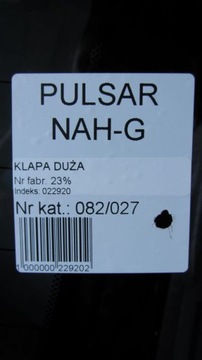 PULSAR
NAH-G
KLAPA DUŻA
Nr fabr. 23%
Indeks: 022920
Nr kat.: 082/027
1 000000 229202